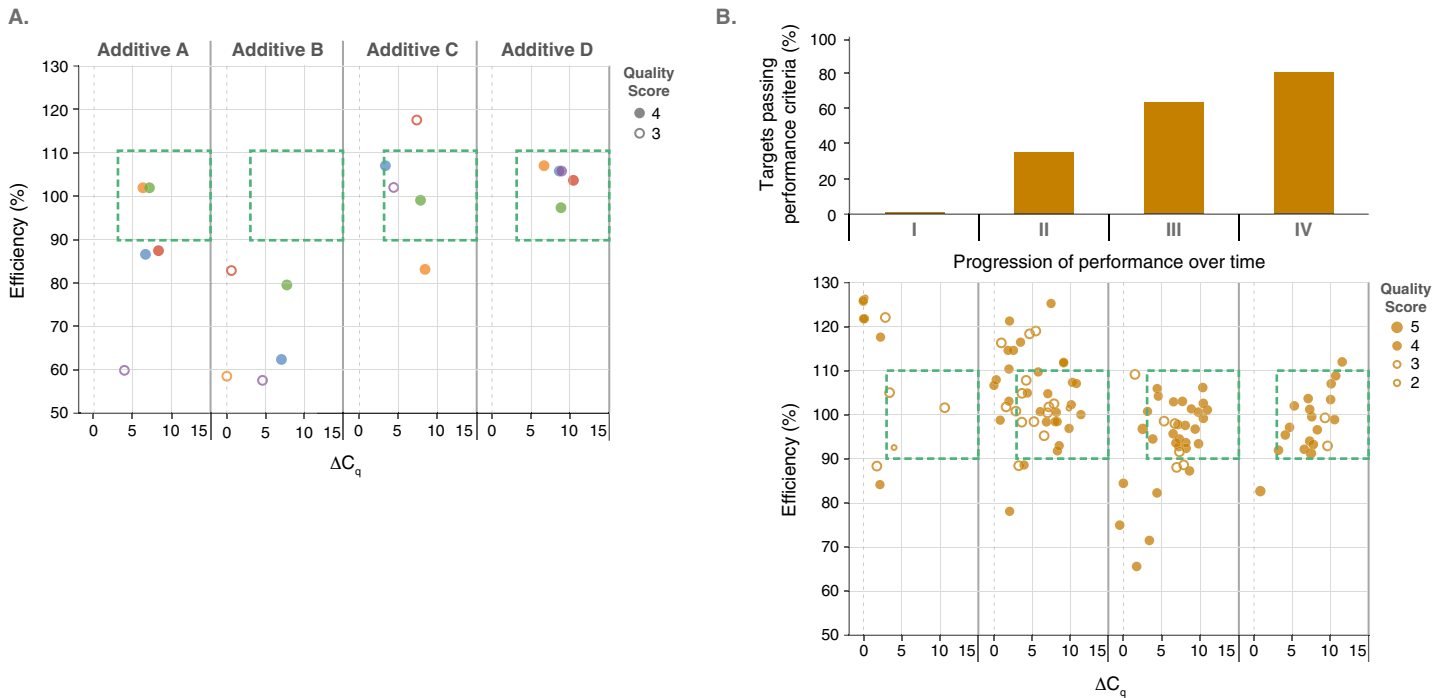 A.
Additive A Additive B Additive C Additive D
130
120
110
100
90
80
70
60
50
Efficiency (%)
0 5 10 15 0 5 10 15 0 5 10 15 0 5 10 15
ΔCq
Quality
Score
4
3
B.
100
80
60
40
20
0
Targets passing
performance criteria (%)
I II III IV
Progression of performance over time
130
120
110
100
90
80
70
60
50
Efficiency (%)
0 5 10 15 0 5 10 15 0 5 10 15 0 5 10 15
ΔCq
Quality
Score
5
4
3
2